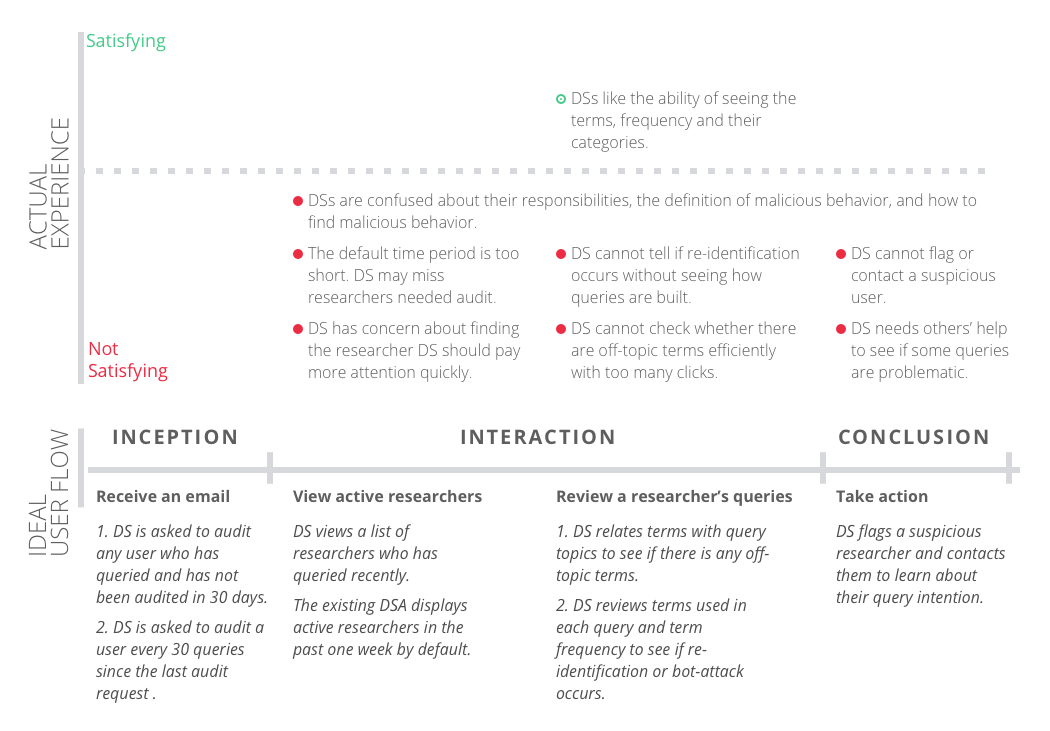 Satisfying
ACTUAL
EXPERIENCE
DSs like the ability of seeing the
terms, frequency and their
categories.
DSs are confused about their responsibilities, the definition of malicious behavior, and how to
find malicious behavior.
The default time period is too
short. DS may miss
researchers needed audit.
DS cannot tell if re-identification
occurs without seeing how
queries are built.
DS cannot flag or
contact a suspicious
user.
DS has concern about finding
the researcher DS should pay
more attention quickly.
DS cannot check whether there
are off-topic terms efficiently
with too many clicks.
DS needs others’ help
to see if some queries
are problematic.
Not
Satisfying
IDEAL
USER FLOW
INCEPTION
INTERACTION
CONCLUSION
Receive an email
1. DS is asked to audit
any user who has
queried and has not
been audited in 30 days.
2. DS is asked to audit a
user every 30 queries
since the last audit
request .
View active researchers
DS views a list of
researchers who has
queried recently.
The existing DSA displays
active researchers in the
past one week by default.
Review a researcher’s queries
1. DS relates terms with query
topics to see if there is any off-
topic terms.
2. DS reviews terms used in
each query and term
frequency to see if re-
identification or bot-attack
occurs.
Take action
DS flags a suspicious
researcher and contacts
them to learn about
their query intention.